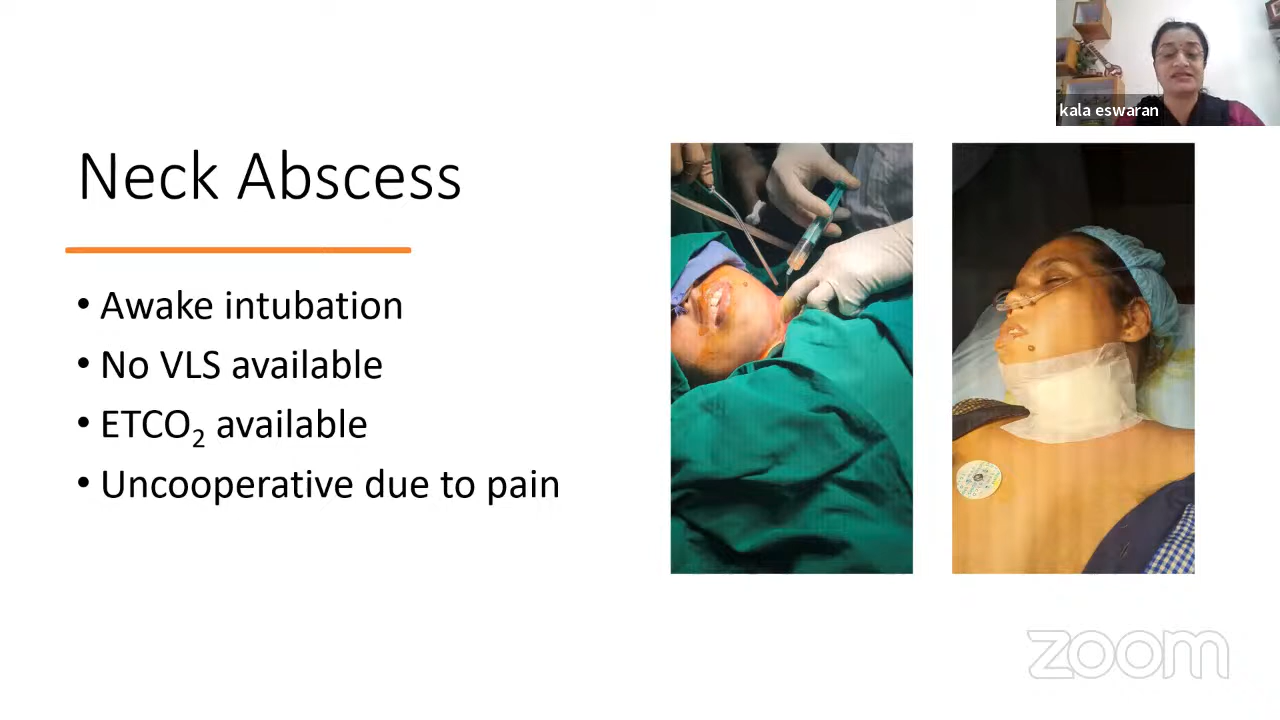 kala eswaran
Neck Abscess
• Awake intubation
• No VLS available
• ETCO₂ available
• Uncooperative due to pain
zoom